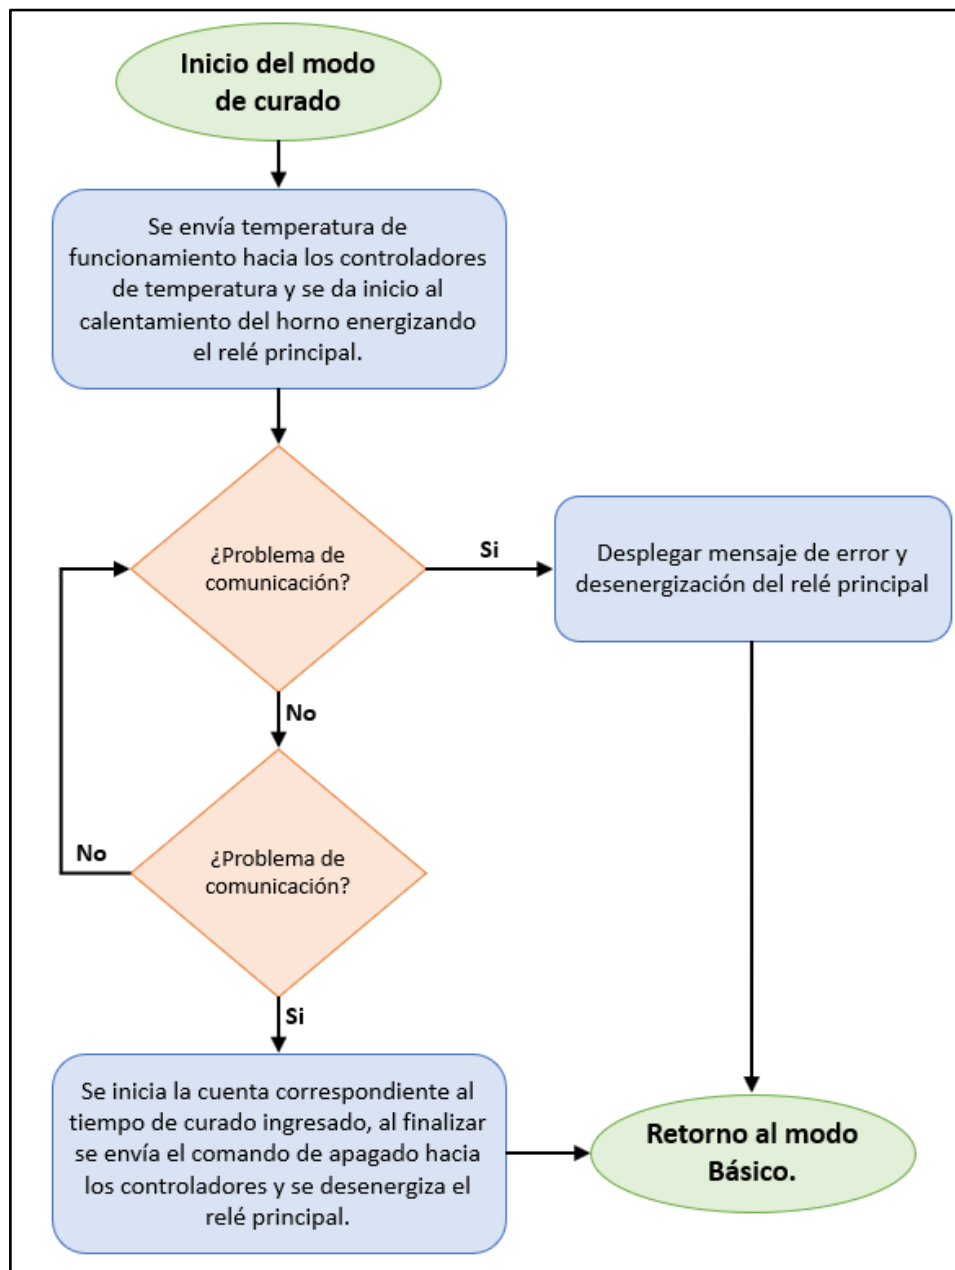 Inicio del modo
de curado
Se envía temperatura de
funcionamiento hacia los controladores
de temperatura y se da inicio al
calentamiento del horno energizando
el relé principal.
¿Problema de
comunicación?
Si
Desplegar mensaje de error y
desenergización del relé principal
No
¿Problema de
comunicación?
No
Si
Se inicia la cuenta correspondiente al
tiempo de curado ingresado, al finalizar
se envía el comando de apagado hacia
los controladores y se desenergiza el
relé principal.
Retorno al modo
Básico.